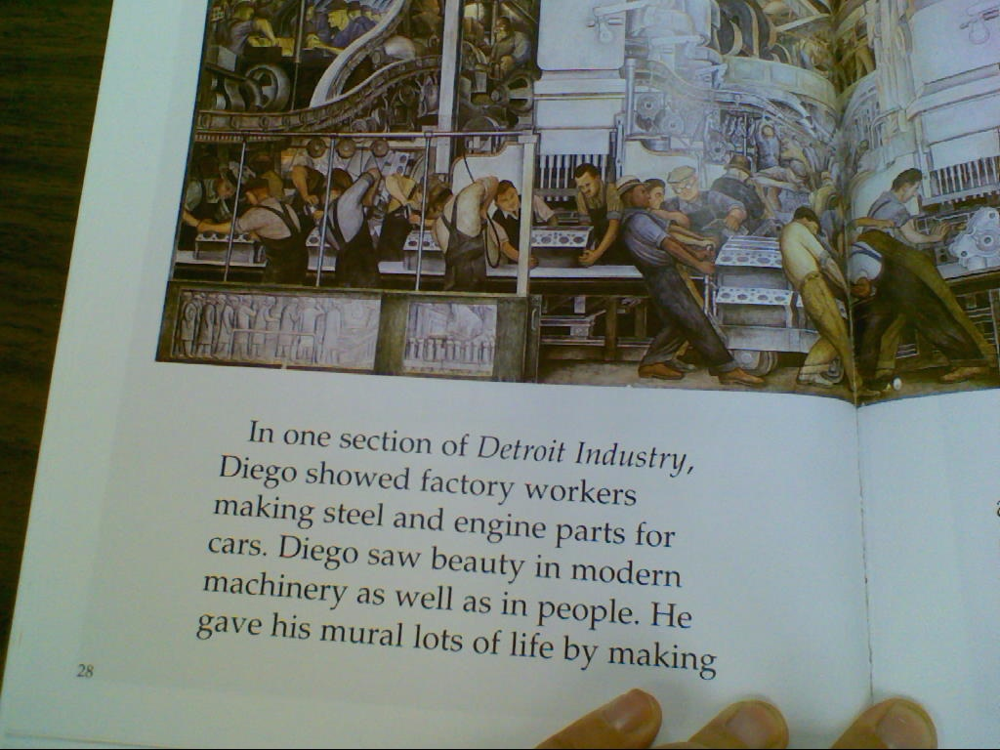 In one section of Detroit Industry,
Diego showed factory workers
making steel and engine parts for
cars. Diego saw beauty in modern
machinery as well as in people. He
gave his mural lots of life by making
28